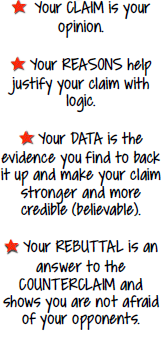 Your CLAIM is your
opinion.
Your REASONS help
justify your claim with
logic.
Your DATA is the
evidence you find to back
it up and make your claim
stronger and more
credible (believable).
Your REBUTTAL is an
answer to the
COUNTERCLAIM and
shows you are not afraid
of your opponents.